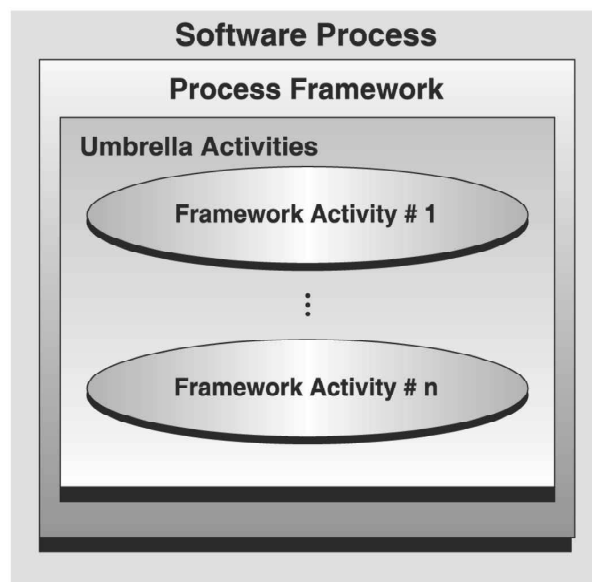 Software Process
Process Framework
Umbrella Activities
Framework Activity # 1
Framework Activity # n